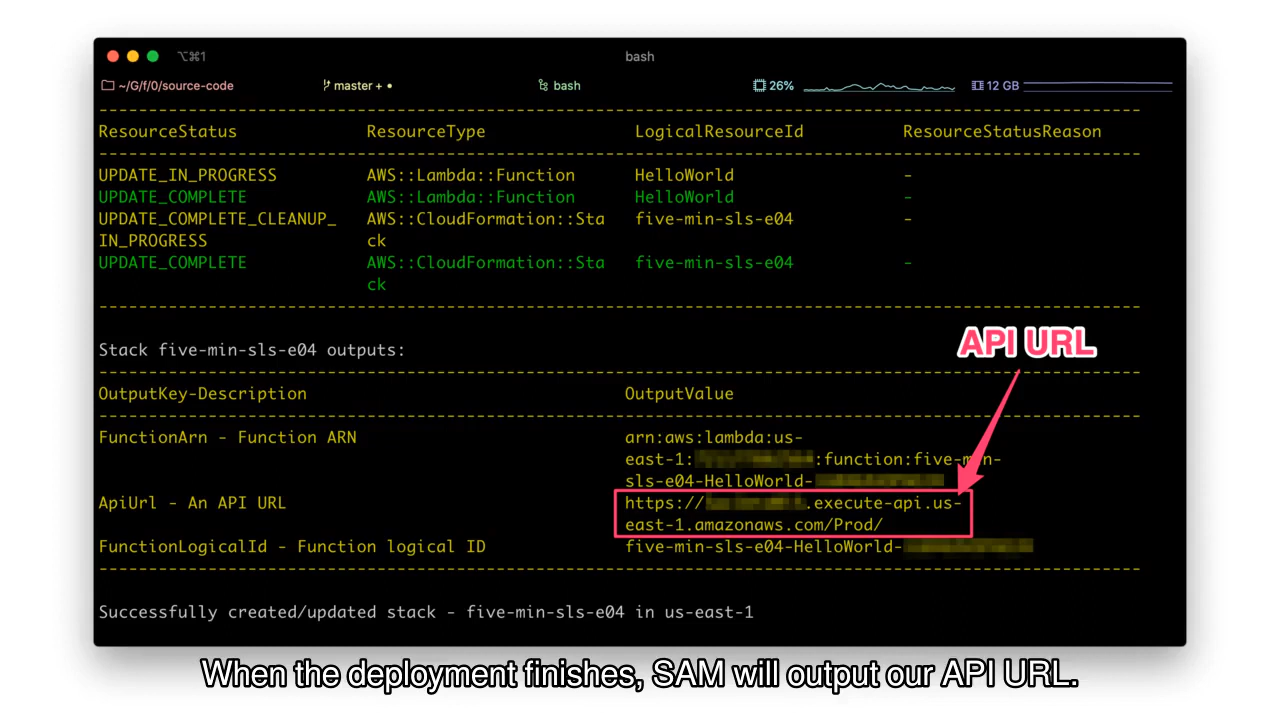 ⌥⌘1 bash
~/G/f/0/source-code master + • bash 26% 12 GB
ResourceStatus ResourceType LogicalResourceId ResourceStatusReason
UPDATE_IN_PROGRESS AWS::Lambda::Function HelloWorld -
UPDATE_COMPLETE AWS::Lambda::Function HelloWorld -
UPDATE_COMPLETE_CLEANUP_ AWS::CloudFormation::Sta five-min-sls-e04 -
IN_PROGRESS ck
UPDATE_COMPLETE AWS::CloudFormation::Sta five-min-sls-e04 -
ck
API URL
Stack five-min-sls-e04 outputs:
OutputKey-Description OutputValue
FunctionArn - Function ARN arn:aws:lambda:us-
east-1: :function:five-min-
sls-e04-HelloWorld-
ApiUrl - An API URL https:// .execute-api.us-
east-1.amazonaws.com/Prod/
FunctionLogicalId - Function logical ID five-min-sls-e04-HelloWorld-
Successfully created/updated stack - five-min-sls-e04 in us-east-1
When the deployment finishes, SAM will output our API URL.